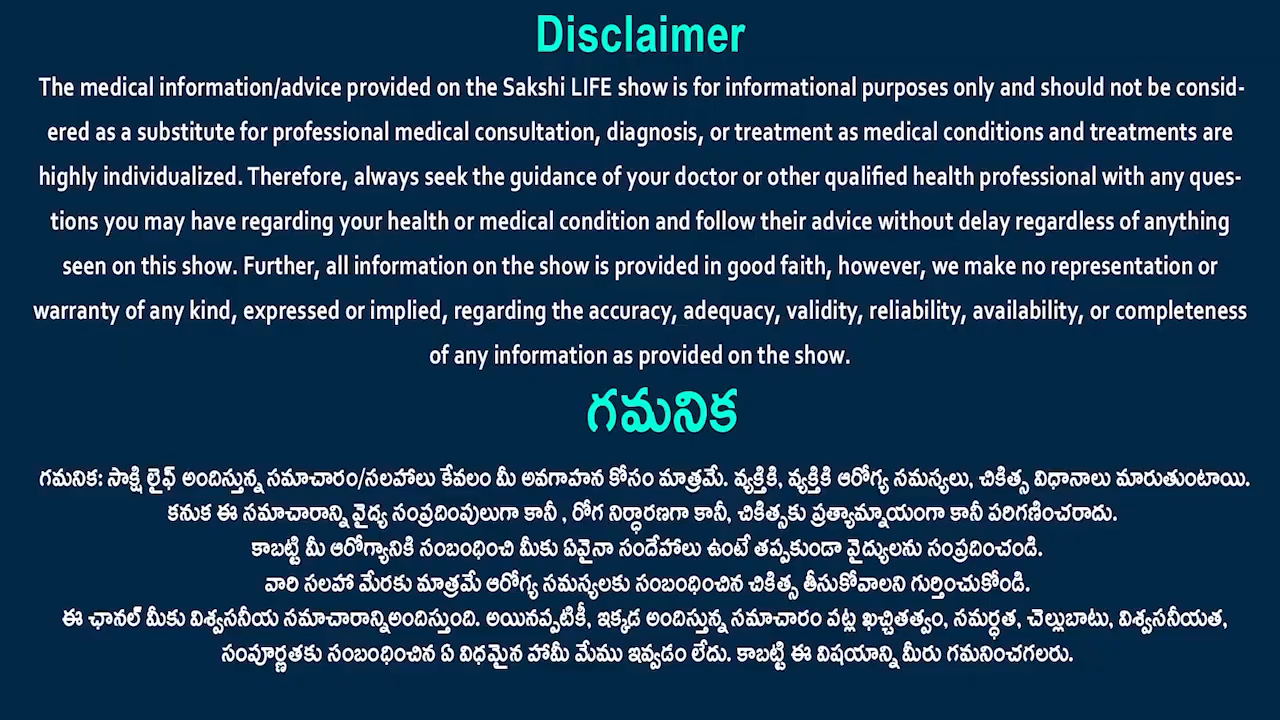 Disclaimer
The medical information/advice provided on the Sakshi LIFE show is for informational purposes only and should not be consid-
ered as a substitute for professional medical consultation, diagnosis, or treatment as medical conditions and treatments are
highly individualized. Therefore, always seek the guidance of your doctor or other qualified health professional with any ques-
tions you may have regarding your health or medical condition and follow their advice without delay regardless of anything
seen on this show. Further, all information on the show is provided in good faith, however, we make no representation or
warranty of any kind, expressed or implied, regarding the accuracy, adequacy, validity, reliability, availability, or completeness
of any information as provided on the show.
గమనిక
గమనిక: సాక్షి లైఫ్ అందిస్తున్న సమాచారం/సలహాలు కేవలం మీ అవగాహన కోసం మాత్రమే. వ్యక్తికి, వ్యక్తికి ఆరోగ్య సమస్యలు, చికిత్స విధానాలు మారుతుంటాయి.
కనుక ఈ సమాచారాన్ని వైద్య సంప్రదింపులుగా కానీ , రోగ నిర్ధారణగా కానీ, చికిత్సకు ప్రత్యామ్నాయంగా కానీ పరిగణించరాదు.
కాబట్టి మీ ఆరోగ్యానికి సంబంధించి మీకు ఏవైనా సందేహాలు ఉంటే తప్పకుండా వైద్యులను సంప్రదించండి.
వారి సలహా మేరకు మాత్రమే ఆరోగ్య సమస్యలకు సంబంధించిన చికిత్స తీసుకోవాలని గుర్తించుకోండి.
ఈ ఛానల్ మీకు విశ్వసనీయ సమాచారాన్నిఅందిస్తుంది. అయినప్పటికీ, ఇక్కడ అందిస్తున్న సమాచారం పట్ల ఖచ్చితత్వం, సమర్ధత, చెల్లుబాటు, విశ్వసనీయత,
సంపూర్ణతకు సంబంధించిన ఏ విధమైన హామీ మేము ఇవ్వడం లేదు. కాబట్టి ఈ విషయాన్ని మీరు గమనించగలరు.